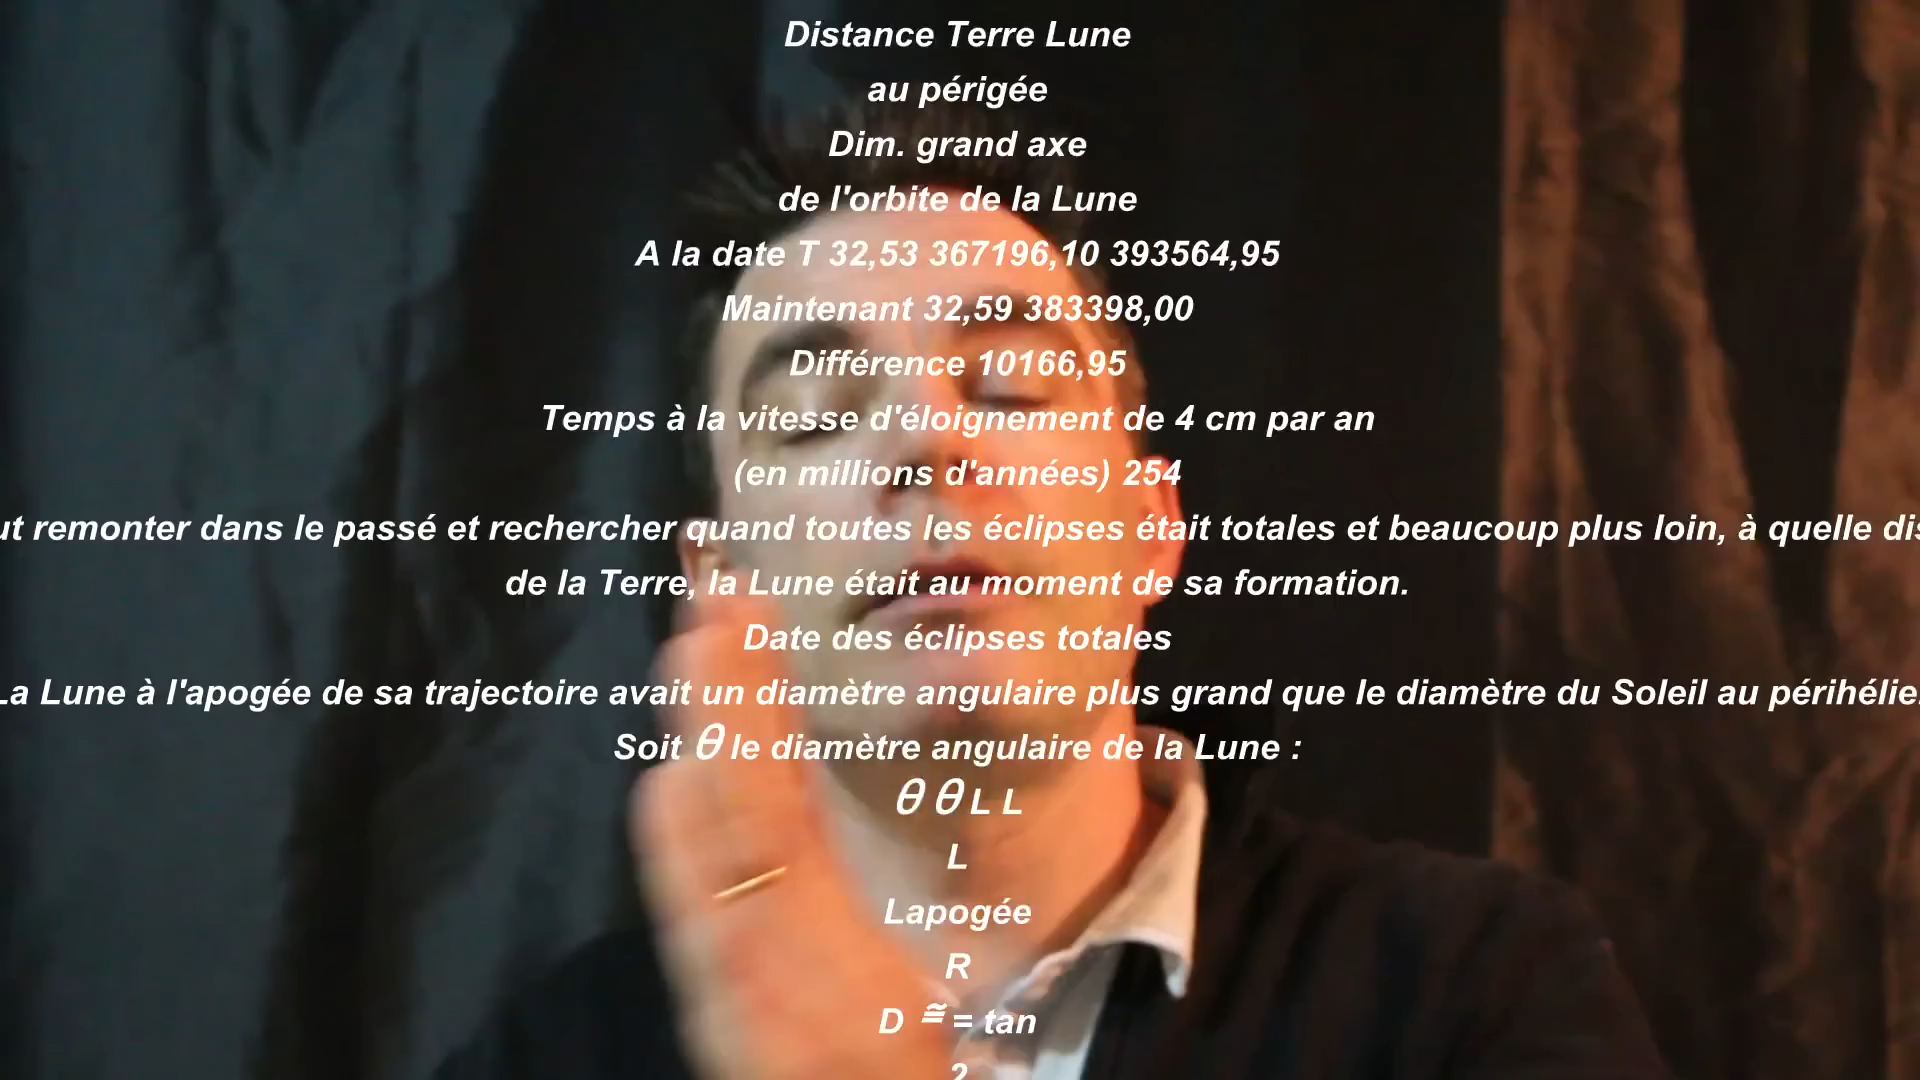 Distance Terre Lune
au périgée
Dim. grand axe
de l'orbite de la Lune
A la date T 32,53 367196,10 393564,95
Maintenant 32,59 383398,00
Différence 10166,95
Temps à la vitesse d'éloignement de 4 cm par an
(en millions d'années) 254
ut remonter dans le passé et rechercher quand toutes les éclipses était totales et beaucoup plus loin, à quelle dis
de la Terre, la Lune était au moment de sa formation.
Date des éclipses totales
La Lune à l'apogée de sa trajectoire avait un diamètre angulaire plus grand que le diamètre du Soleil au périhélie.
Soit θ le diamètre angulaire de la Lune :
θ θ L L
L
Lapogée
R
D ≅ = tan
2